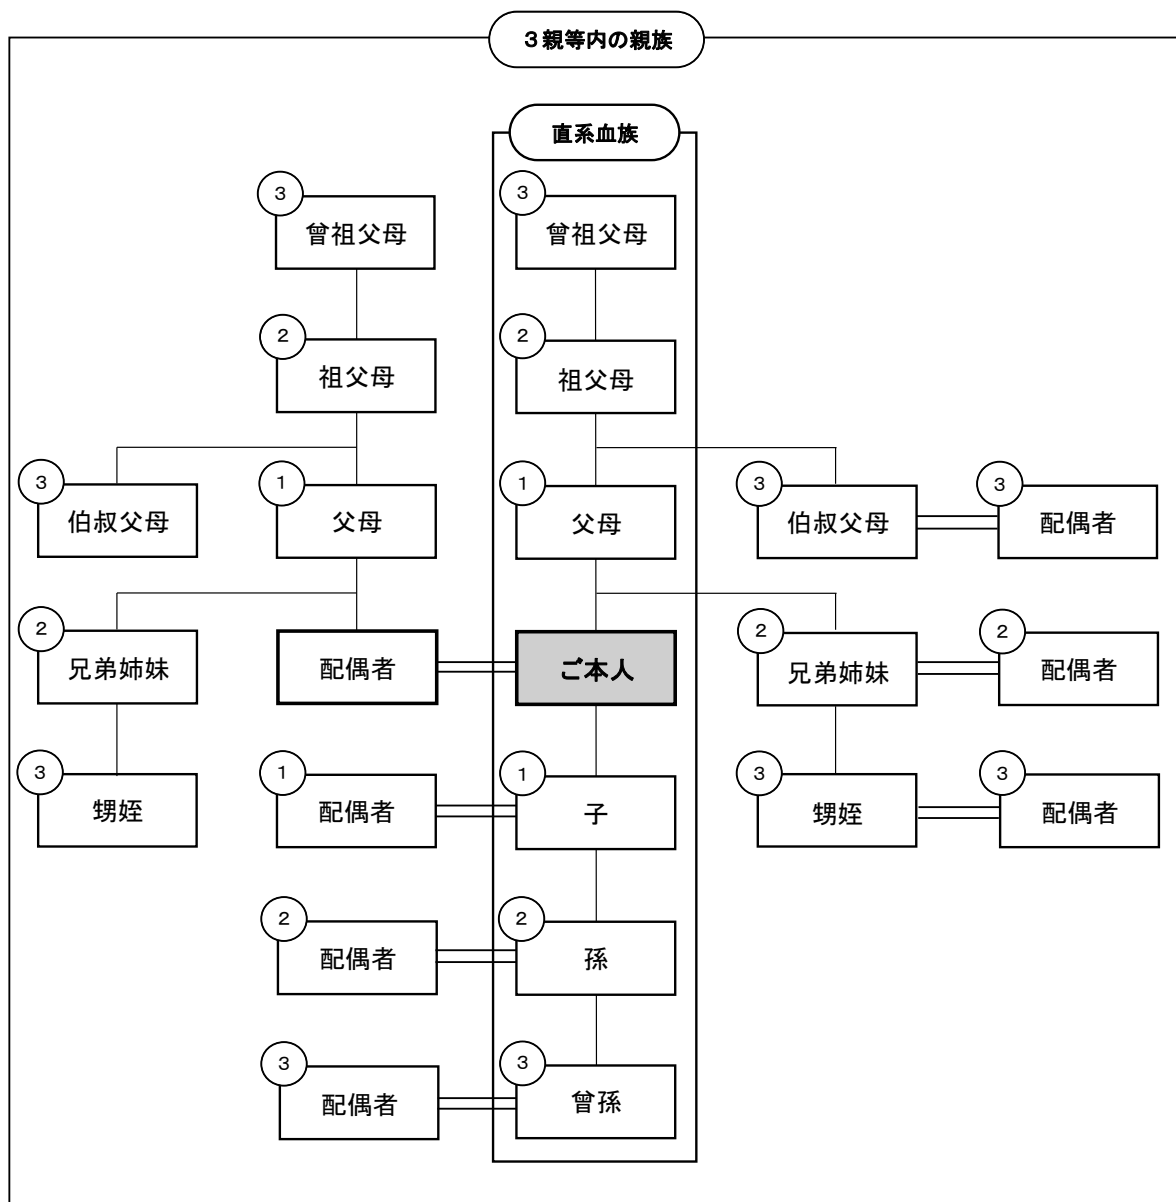 ３親等内の親族
直系血族
3
曾祖父母
3
曾祖父母
2
祖父母
2
祖父母
3
伯叔父母
1
父母
1
父母
3
伯叔父母
3
配偶者
2
兄弟姉妹
配偶者
ご本人
2
兄弟姉妹
2
配偶者
3
甥姪
1
配偶者
1
子
3
甥姪
3
配偶者
2
配偶者
2
孫
3
配偶者
3
曾孫